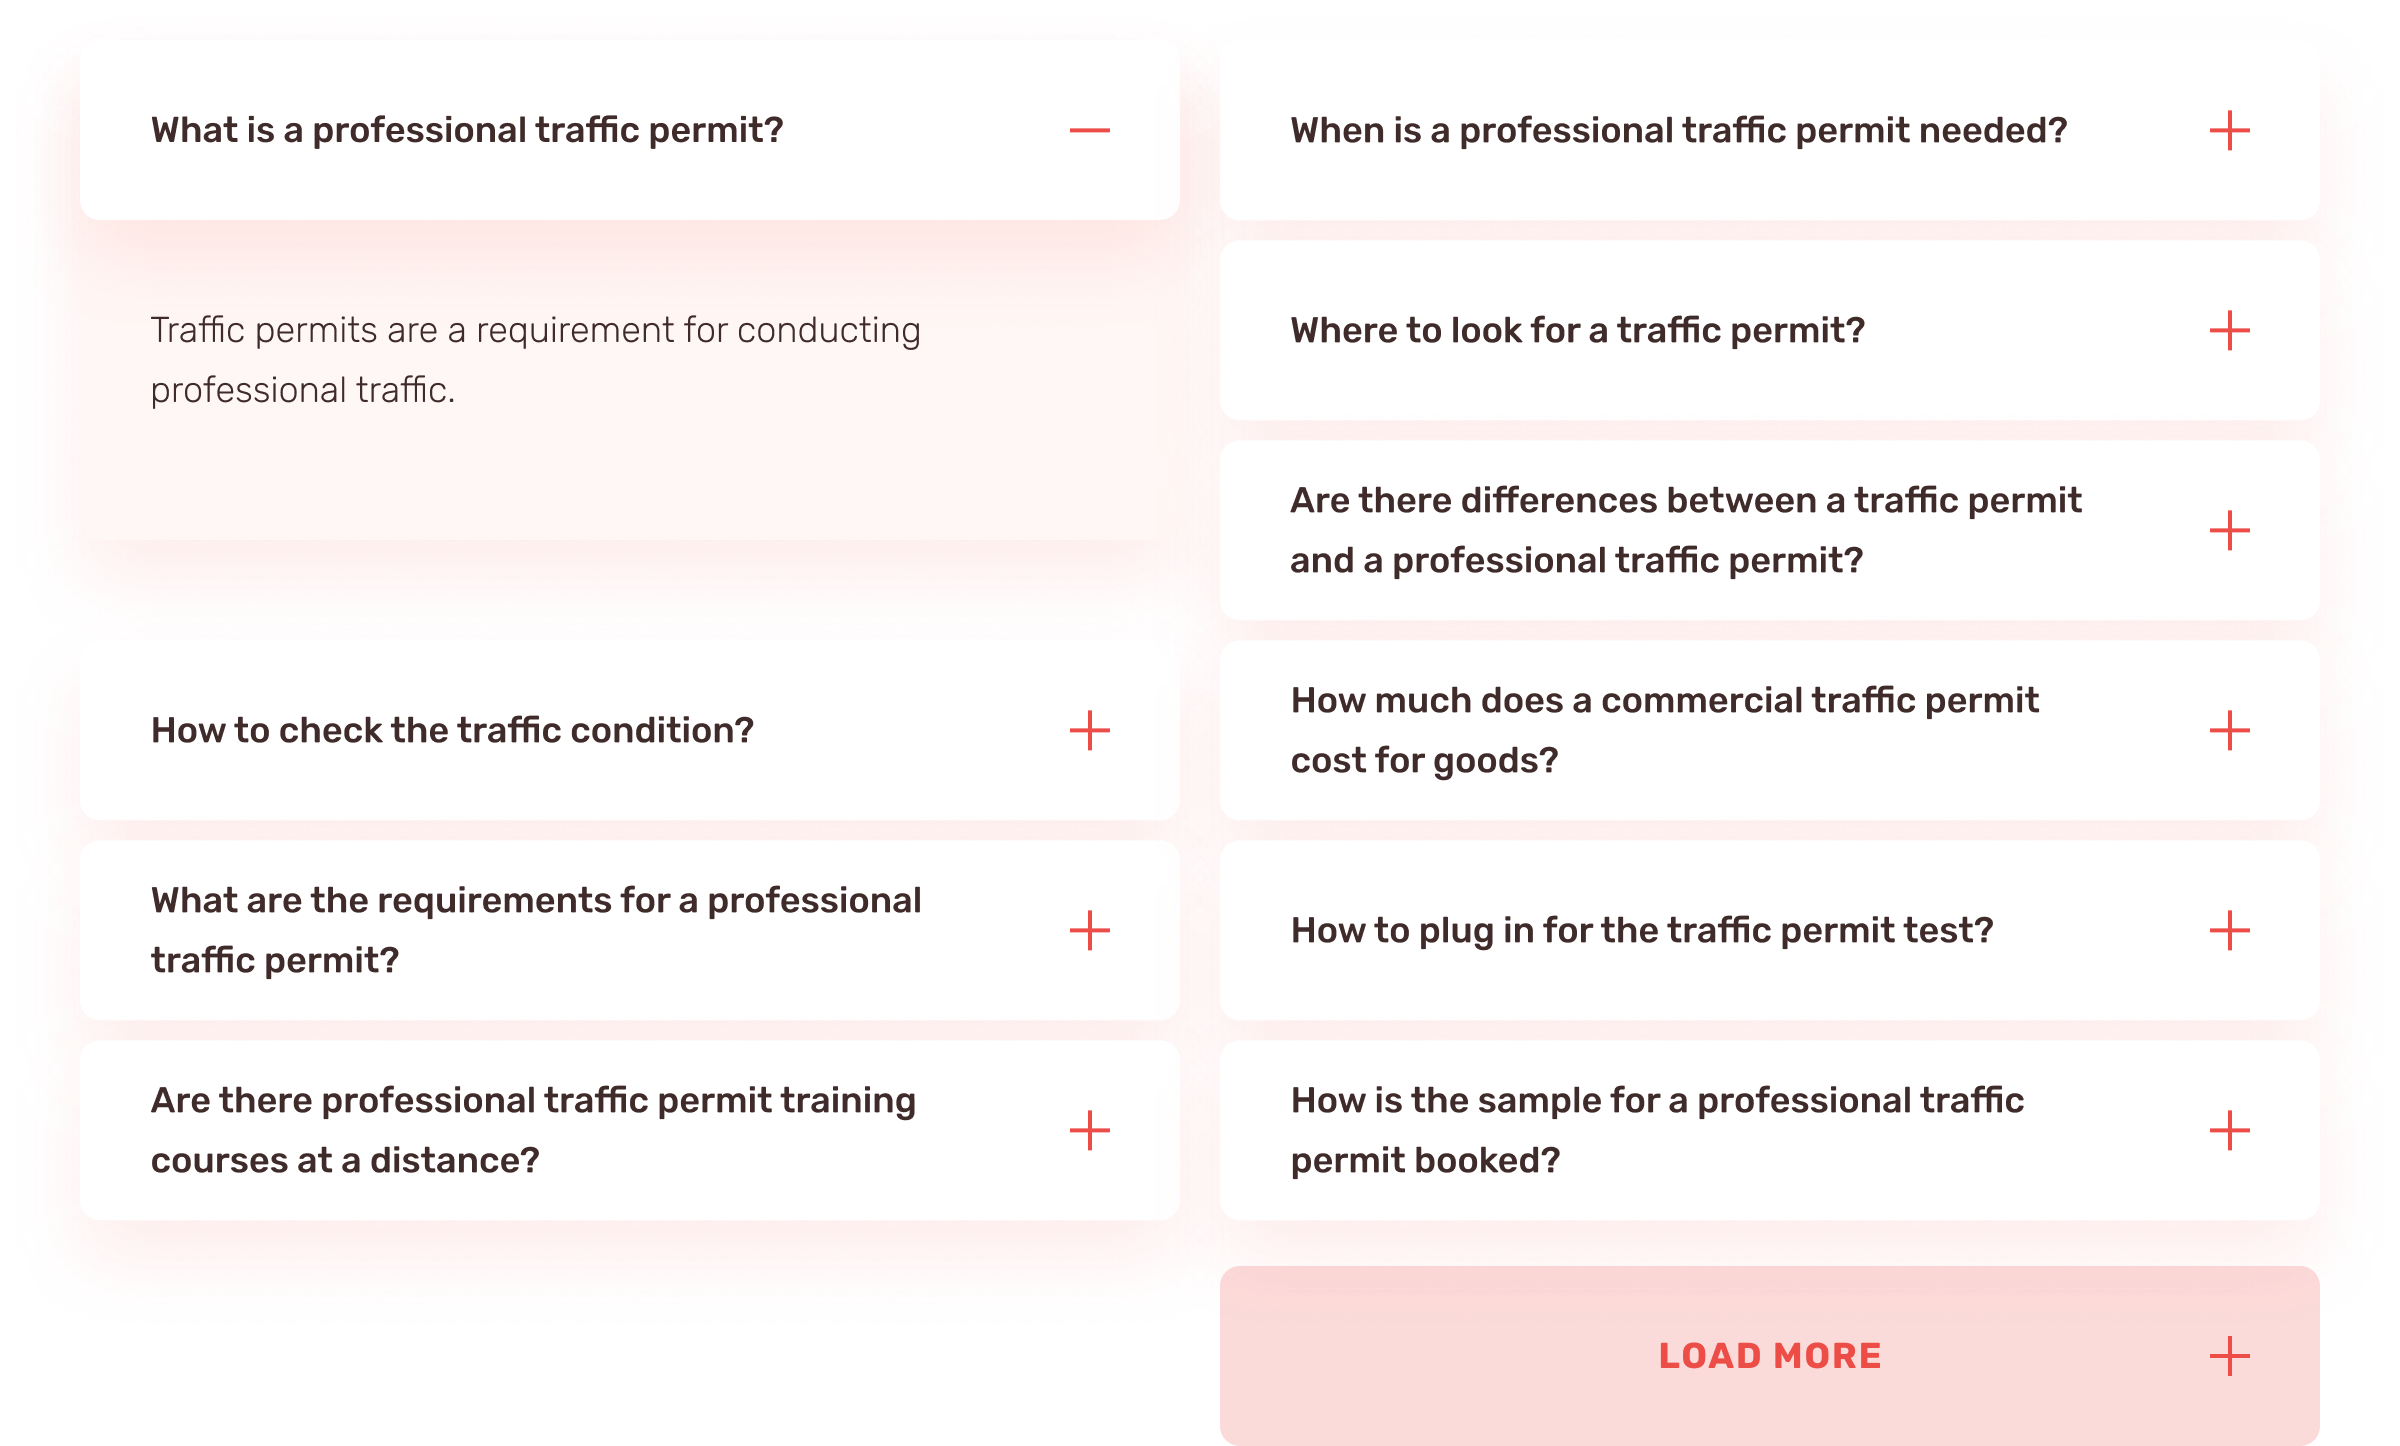 What is a professional traffic permit?
Traffic permits are a requirement for conducting
professional traffic.
How to check the traffic condition?
What are the requirements for a professional
traffic permit?
Are there professional traffic permit training
courses at a distance?
When is a professional traffic permit needed?
Where to look for a traffic permit?
Are there differences between a traffic permit
and a professional traffic permit?
How much does a commercial traffic permit
cost for goods?
How to plug in for the traffic permit test?
How is the sample for a professional traffic
permit booked?
LOAD MORE